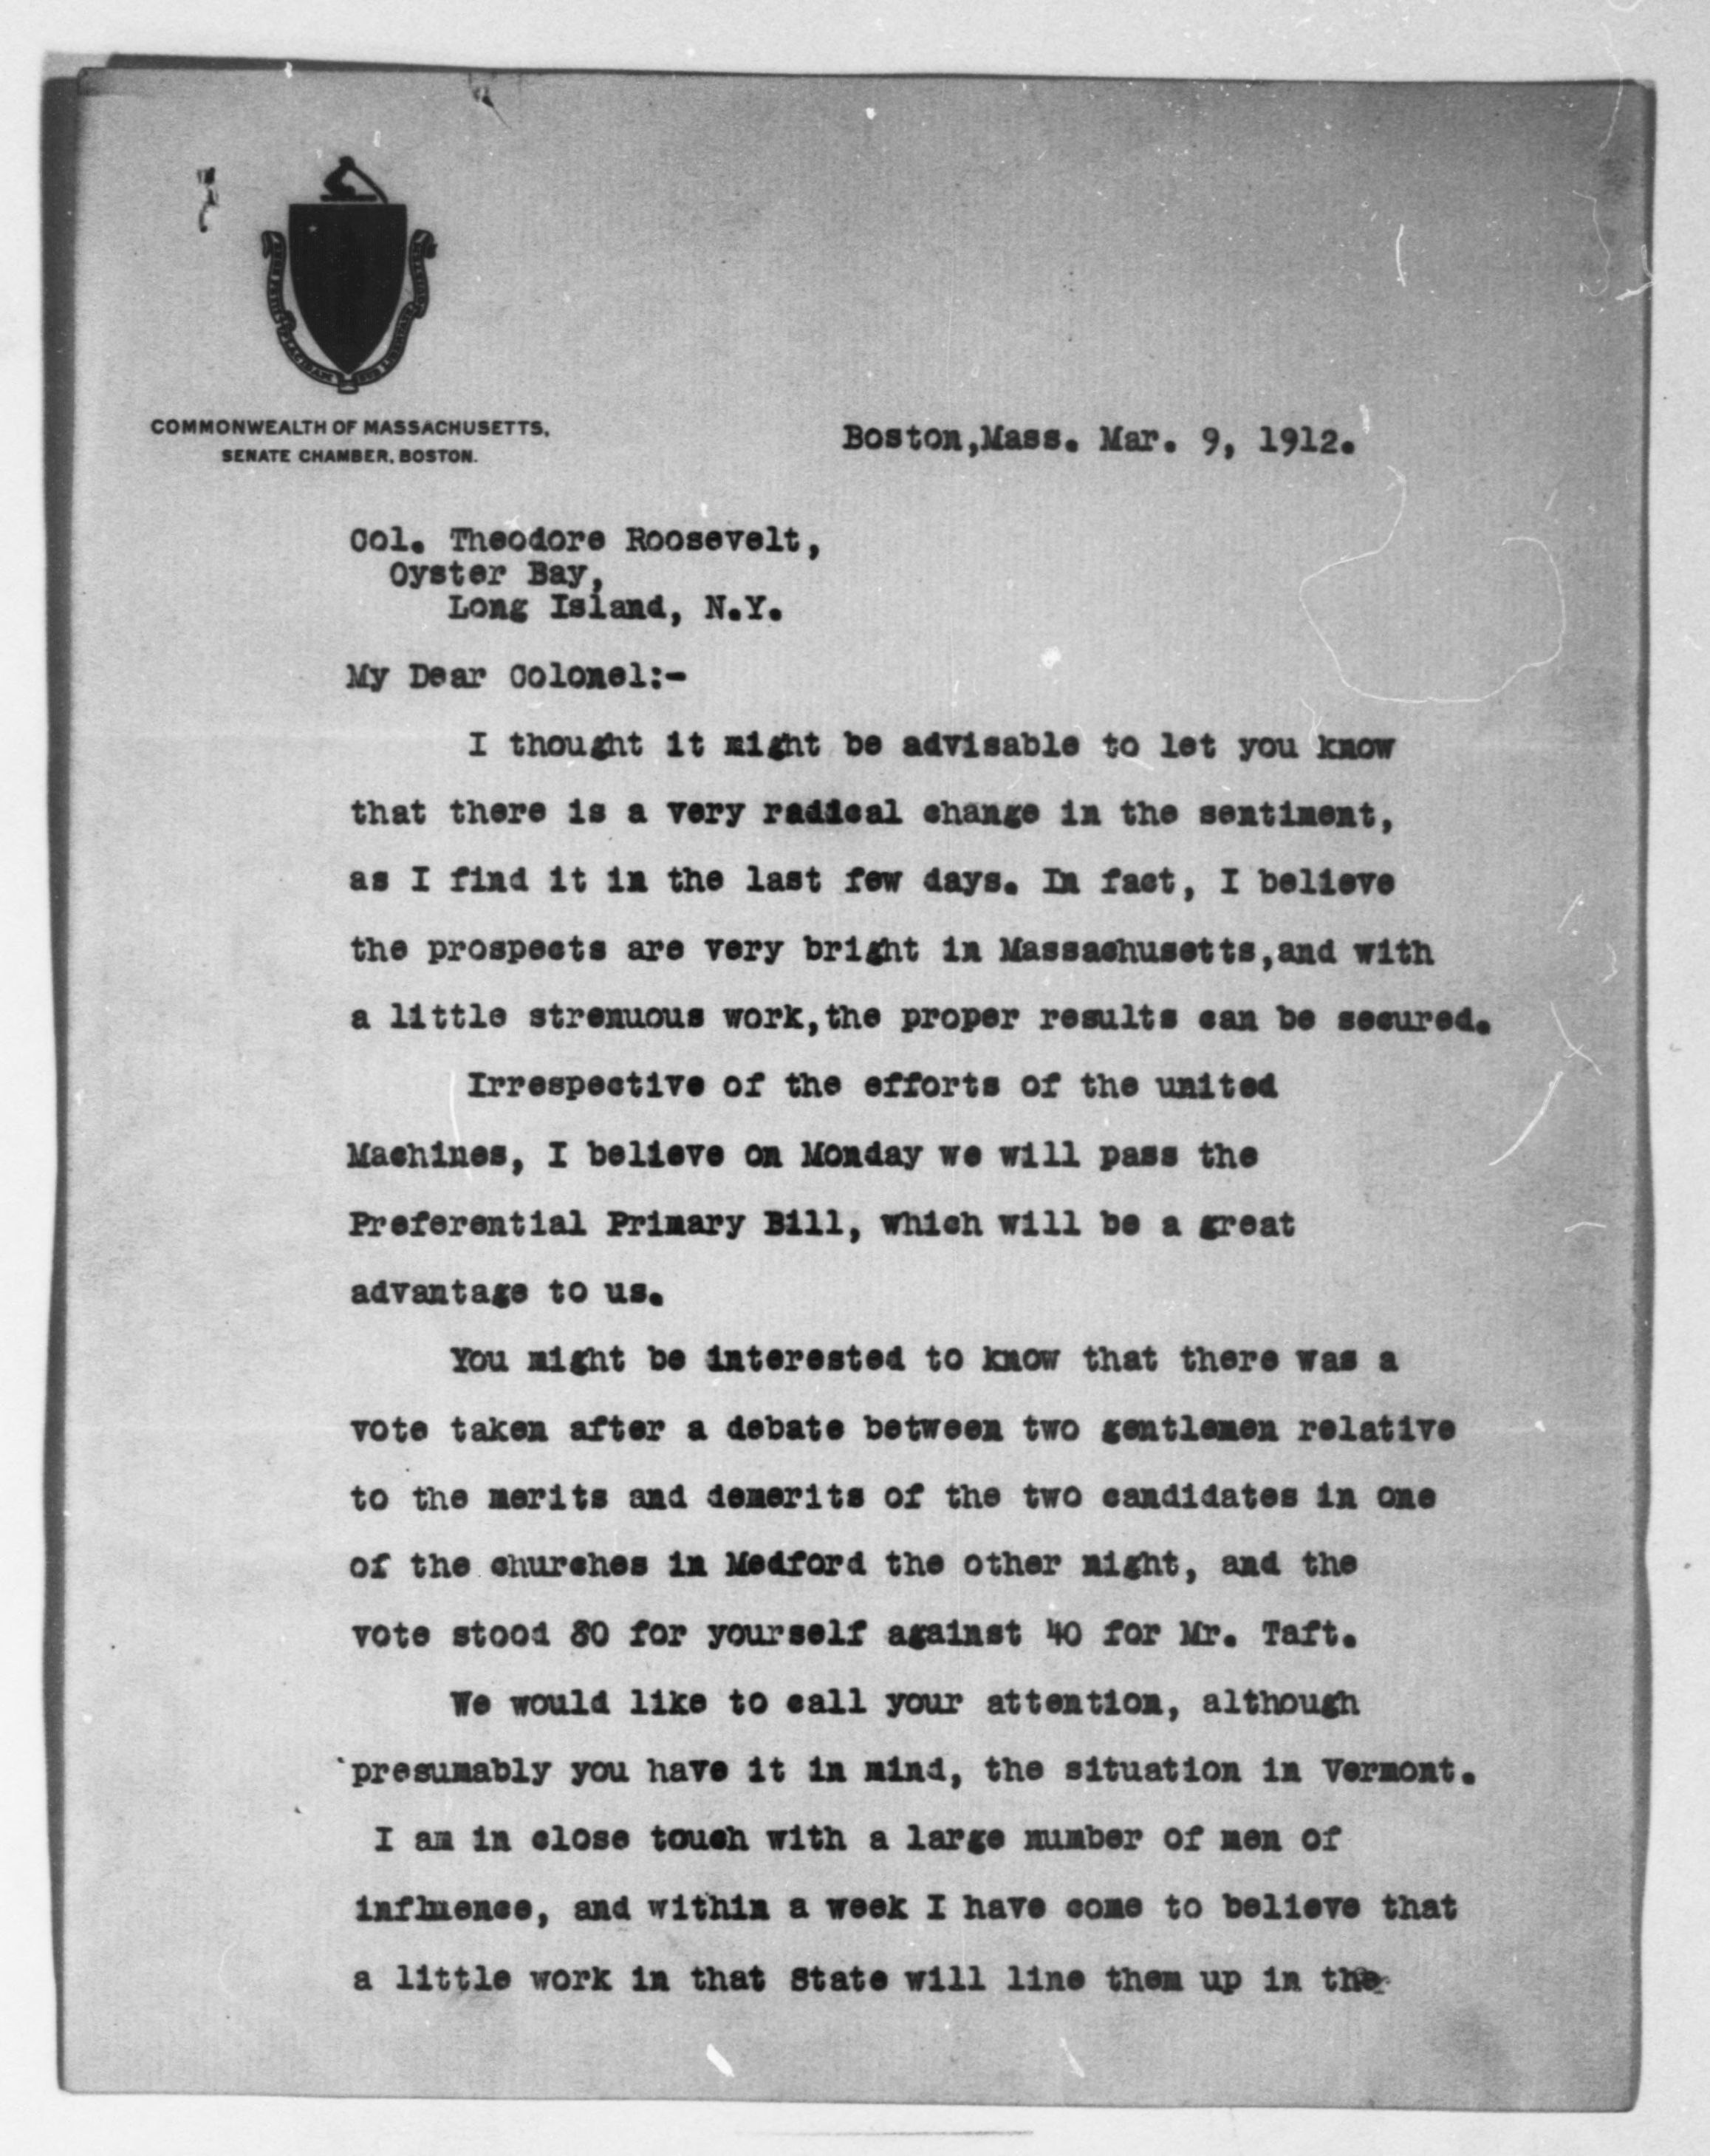 COMMONWEALTH OF MASSACHUSETTS,
SENATE CHAMBER, BOSTON.
Boston,Mass. Mar. 9, 1912.
Col. Theodore Roosevelt,
Oyster Bay,
Long Island, N.Y.
My Dear Colonel:-
I thought it might be advisable to let you know
that there is a very radical change in the sentiment,
as I find it in the last few days. In fact, I believe
the prospects are very bright in Massachusetts,and with
a little strenuous work,the proper results can be secured.
Irrespective of the efforts of the united
Machines, I believe on Monday we will pass the
Preferential Primary Bill, which will be a great
advantage to us.
You might be interested to know that there was a
vote taken after a debate between two gentlemen relative
to the merits and demerits of the two candidates in one
of the churches in Medford the other night, and the
vote stood 80 for yourself against 40 for Mr. Taft.
We would like to call your attention, although
presumably you have it in mind, the situation in Vermont.
I am in close touch with a large number of men of
influence, and within a week I have come to believe that
a little work in that State will line them up in the